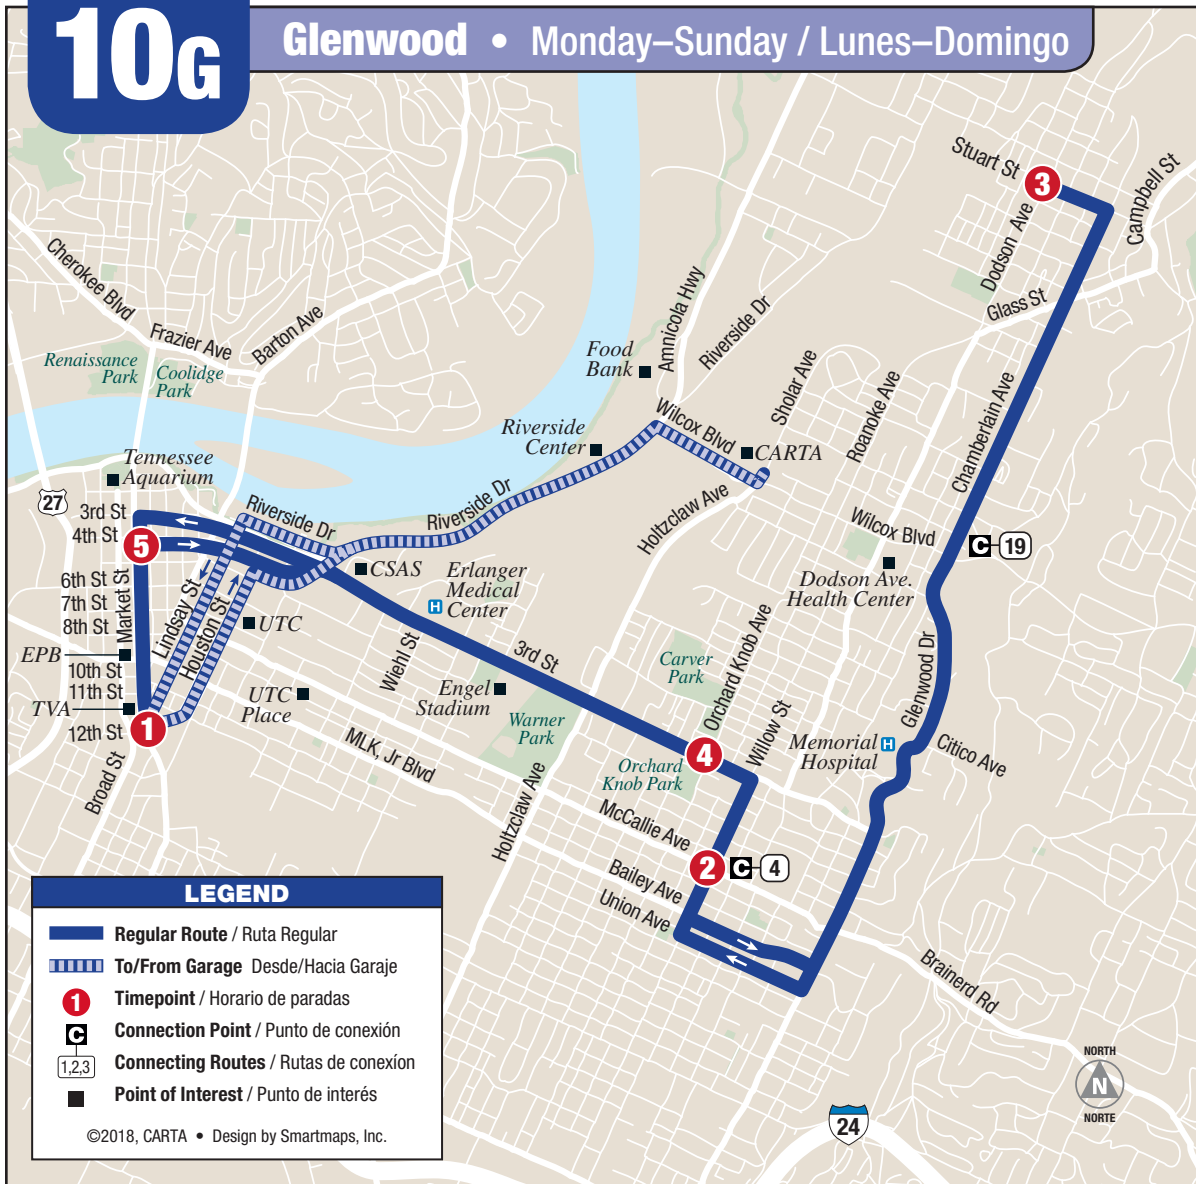 10G
Glenwood • Monday–Sunday / Lunes–Domingo
Stuart St
3
Campbell St
Dodson Ave
Glass St
Cherokee Blvd
Frazier Ave
Barton Ave
Renaissance
Park
Coolidge
Park
Amnicola Hwy
Riverside Dr
Food
Bank
Sholar Ave
Roanoke Ave
Chamberlain Ave
Wilcox Blvd
CARTA
Riverside
Center
Tennessee
Aquarium
27
3rd St
4th St
5
Riverside Dr
Riverside Dr
Holtzclaw Ave
Wilcox Blvd
C 19
Dodson Ave.
Health Center
CSAS
Erlanger
Medical
Center
H
6th St
7th St
8th St
Market St
Lindsay St
Houston St
UTC
EPB
10th St
11th St
TVA
12th St
1
Broad St
UTC
Place
Wiehl St
3rd St
Engel
Stadium
Warner
Park
Carver
Park
Orchard Knob Ave
Willow St
Glenwood Dr
Memorial
Hospital
H
Citico Ave
4
Orchard
Knob Park
MLK, Jr Blvd
Holtzclaw Ave
McCallie Ave
2
C 4
Bailey Ave
Union Ave
Brainerd Rd
LEGEND
Regular Route / Ruta Regular
To/From Garage Desde/Hacia Garaje
1 Timepoint / Horario de paradas
C Connection Point / Punto de conexión
1,2,3 Connecting Routes / Rutas de conexíon
Point of Interest / Punto de interés
©2018, CARTA • Design by Smartmaps, Inc.
NORTH
N
NORTE
24